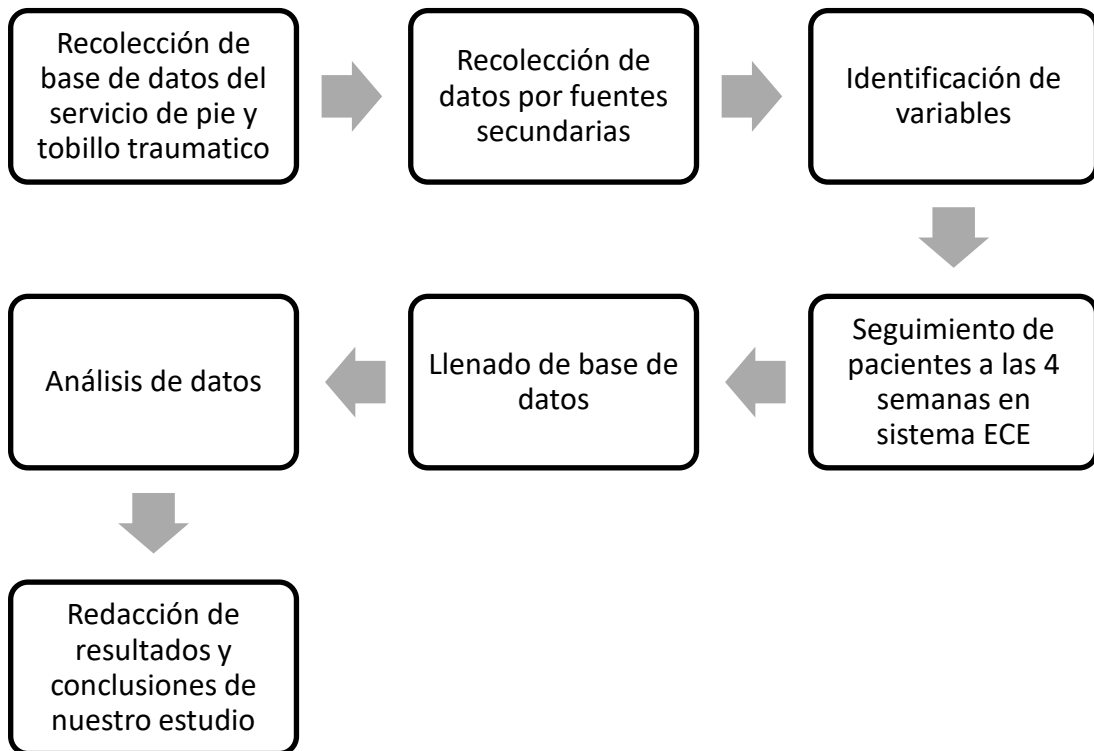 Recolección de
base de datos del
servicio de pie y
tobillo traumatico
Recolección de
datos por fuentes
secundarias
Identificación de
variables
Seguimiento de
pacientes a las 4
semanas en
sistema ECE
Llenado de base de
datos
Análisis de datos
Redacción de
resultados y
conclusiones de
nuestro estudio